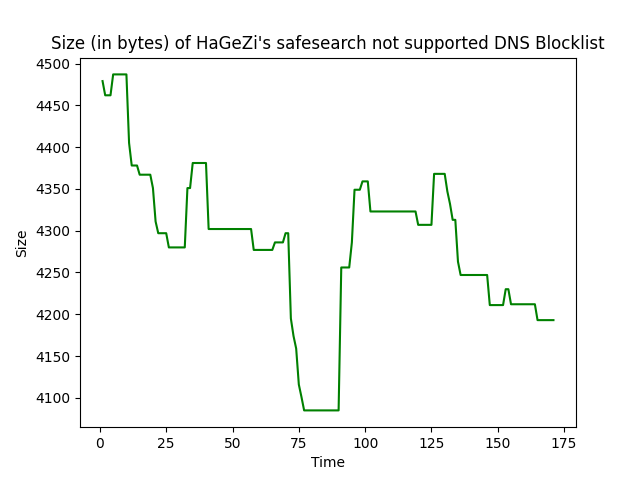 Size (in bytes) of HaGeZi's safesearch not supported DNS Blocklist
4500
4450
4400
4350
4300
4250
4200
4150
4100
Size
0 25 50 75 100 125 150 175
Time